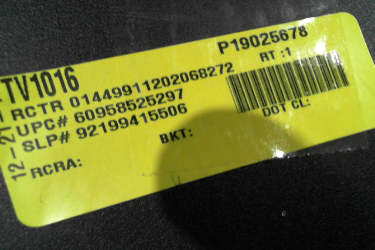 TV1016 P19025678
RCTR 01449911202068272 RT :1
UPC# 60958525297
SLP# 92199415506 DOT CL:
BKT:
RCRA:
12-21